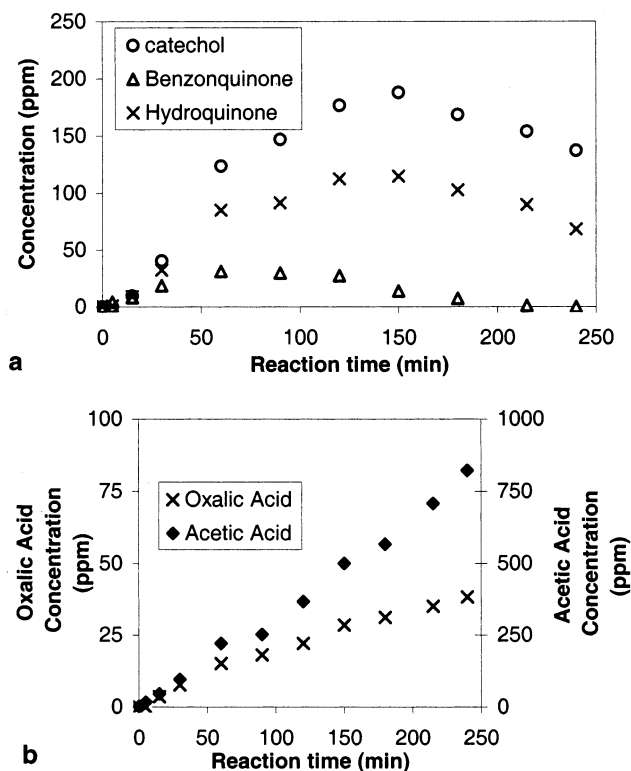 250
200
150
100
50
0
Concentration (ppm)
catechol
Benzonquinone
Hydroquinone
0 50 100 150 200 250
Reaction time (min)
a
100
75
50
25
0
Oxalic Acid
Concentration
(ppm)
Oxalic Acid
Acetic Acid
1000
750
500
250
0
Acetic Acid
Concentration
(ppm)
0 50 100 150 200 250
Reaction time (min)
b